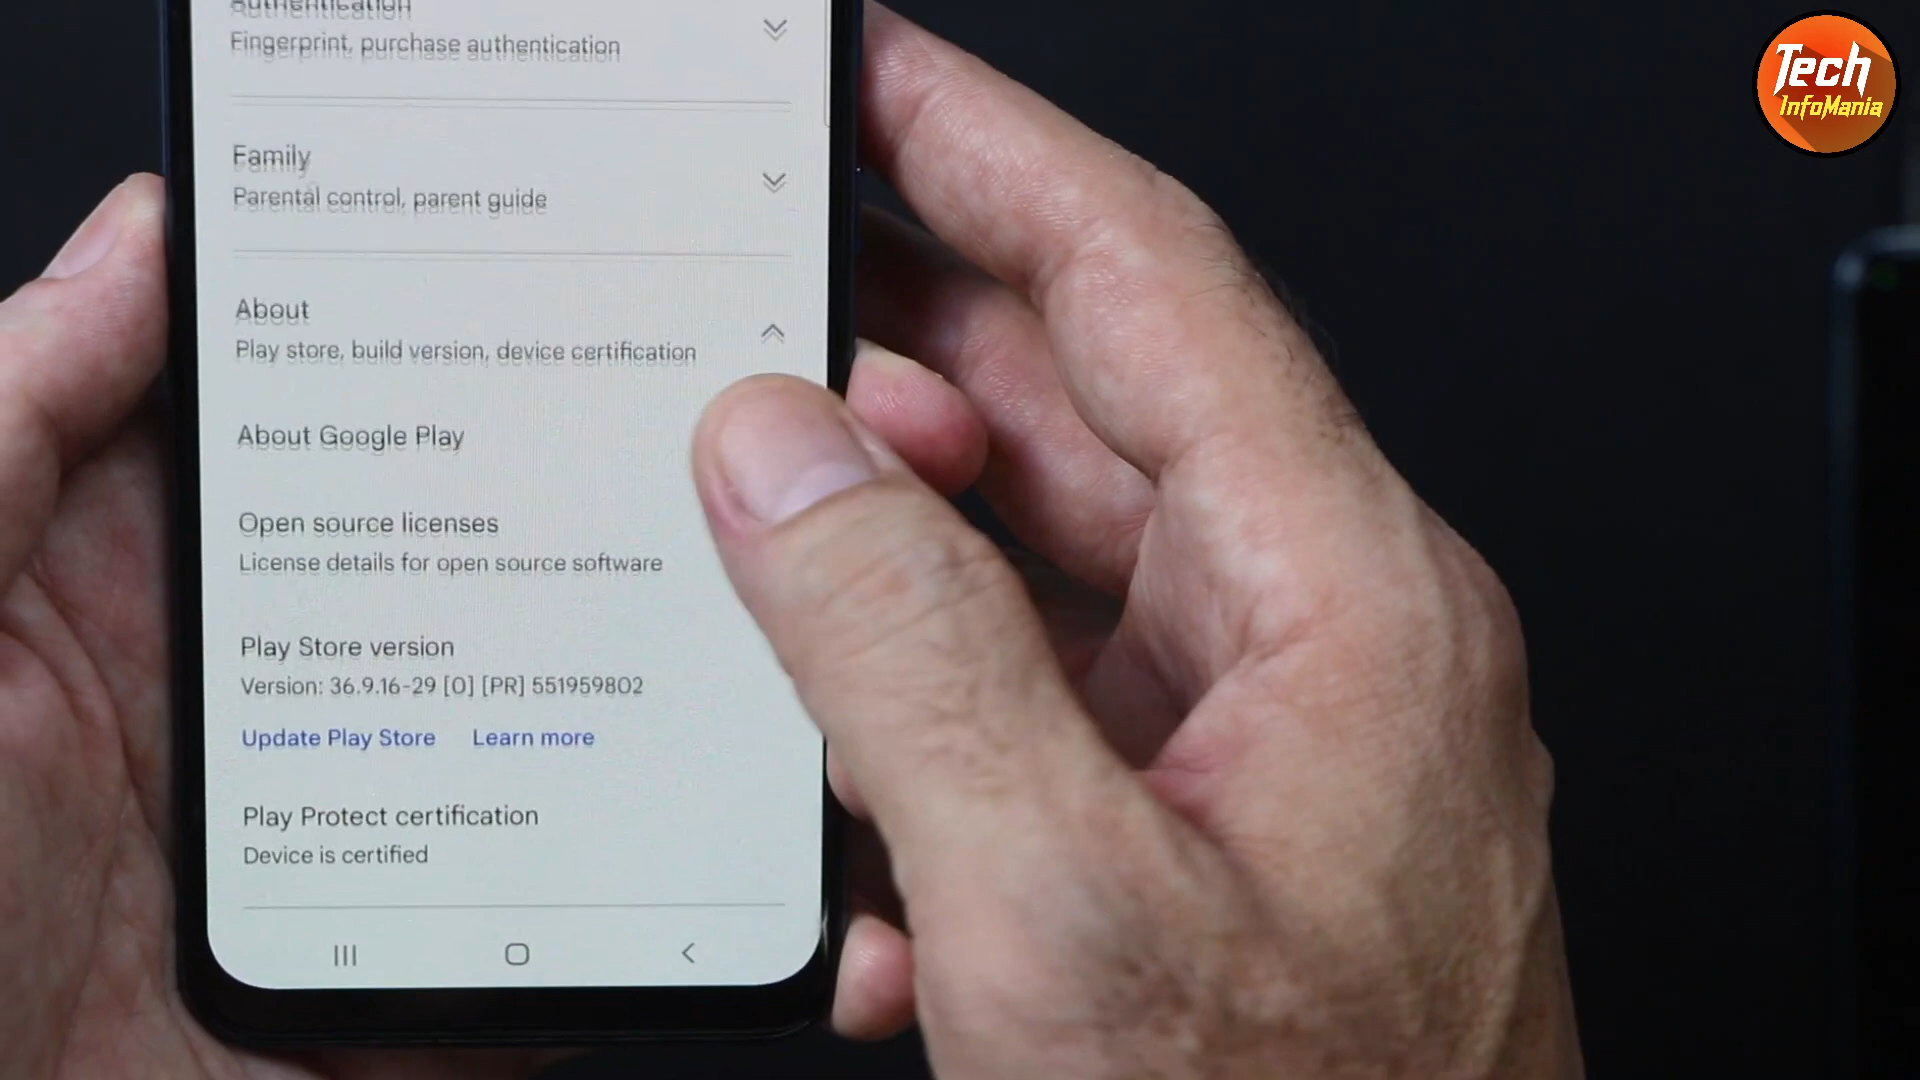 Authentication
Fingerprint, purchase authentication
Family
Parental control, parent guide
About
Play store, build version, device certification
About Google Play
Open source licenses
License details for open source software
Play Store version
Version: 36.9.16-29 [0] [PR] 551959802
Update Play Store Learn more
Play Protect certification
Device is certified
Tech
InfoMania